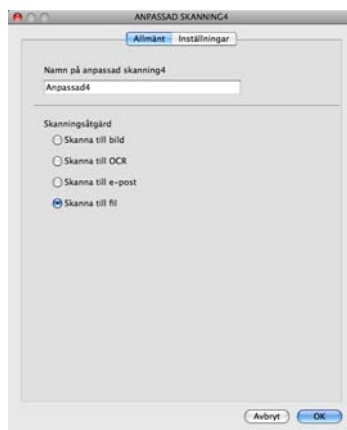 ANPASSAD SKANNING4
Allmänt Inställningar
Namn på anpassad skanning4
Anpassad4
Skanningsåtgärd
Skanna till bild
Skanna till OCR
Skanna till e-post
Skanna till fil
Avbryt OK